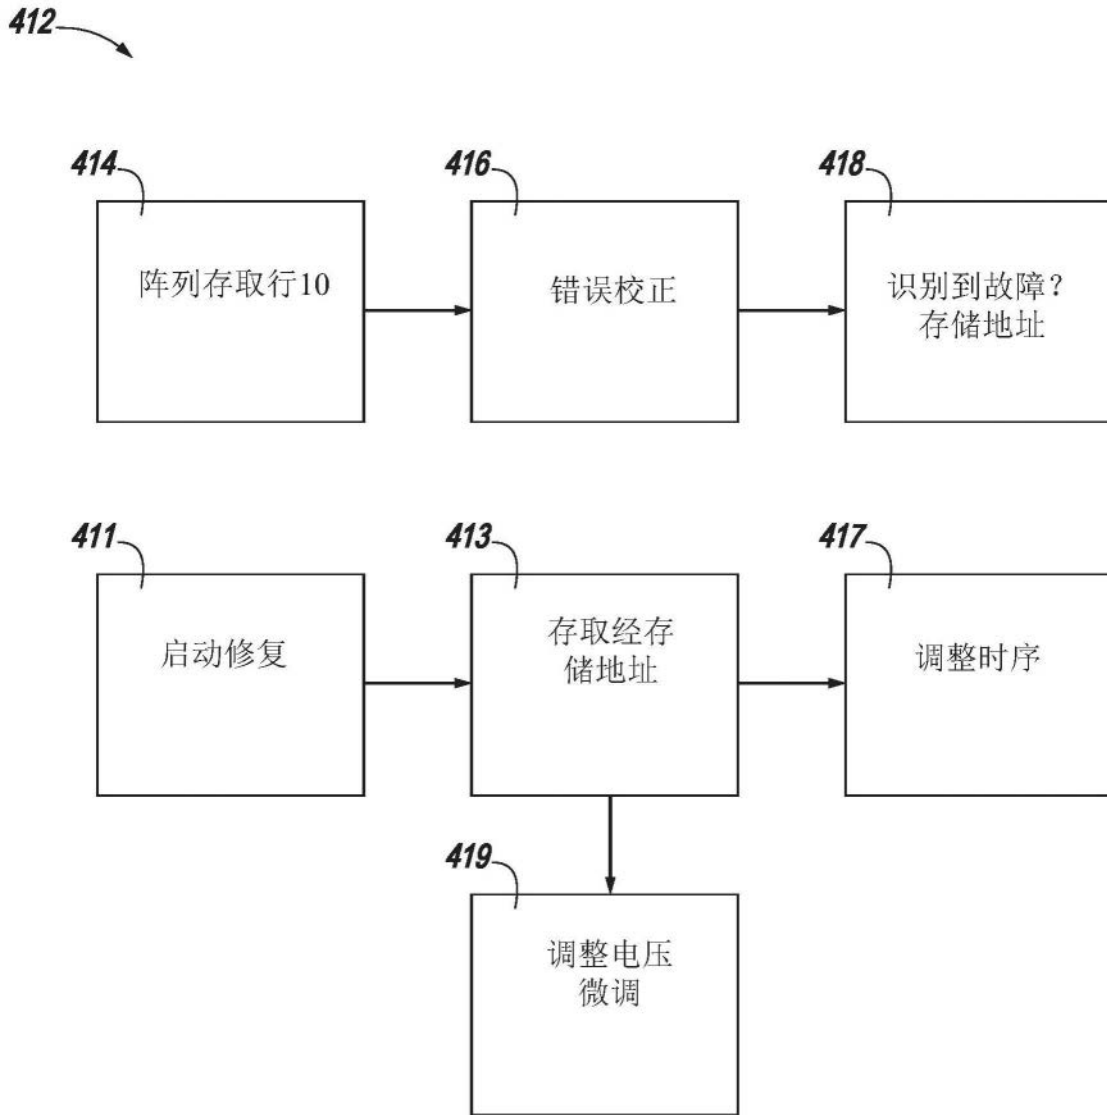 412
414
416
418
阵列存取行10
错误校正
识别到故障?
存储地址
411
413
417
启动修复
存取经存
储地址
调整时序
419
调整电压
微调